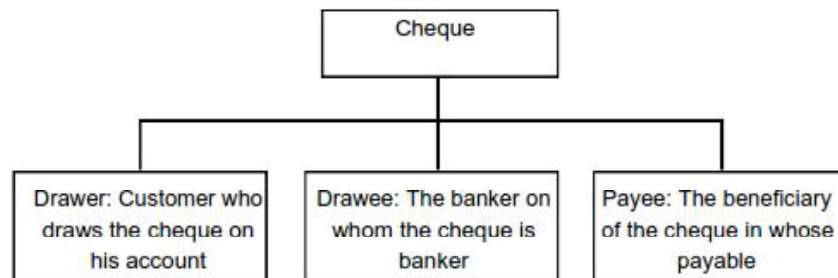 Cheque
Drawer: Customer who
draws the cheque on
his account
Drawee: The banker on
whom the cheque is
banker
Payee: The beneficiary
of the cheque in whose
payable